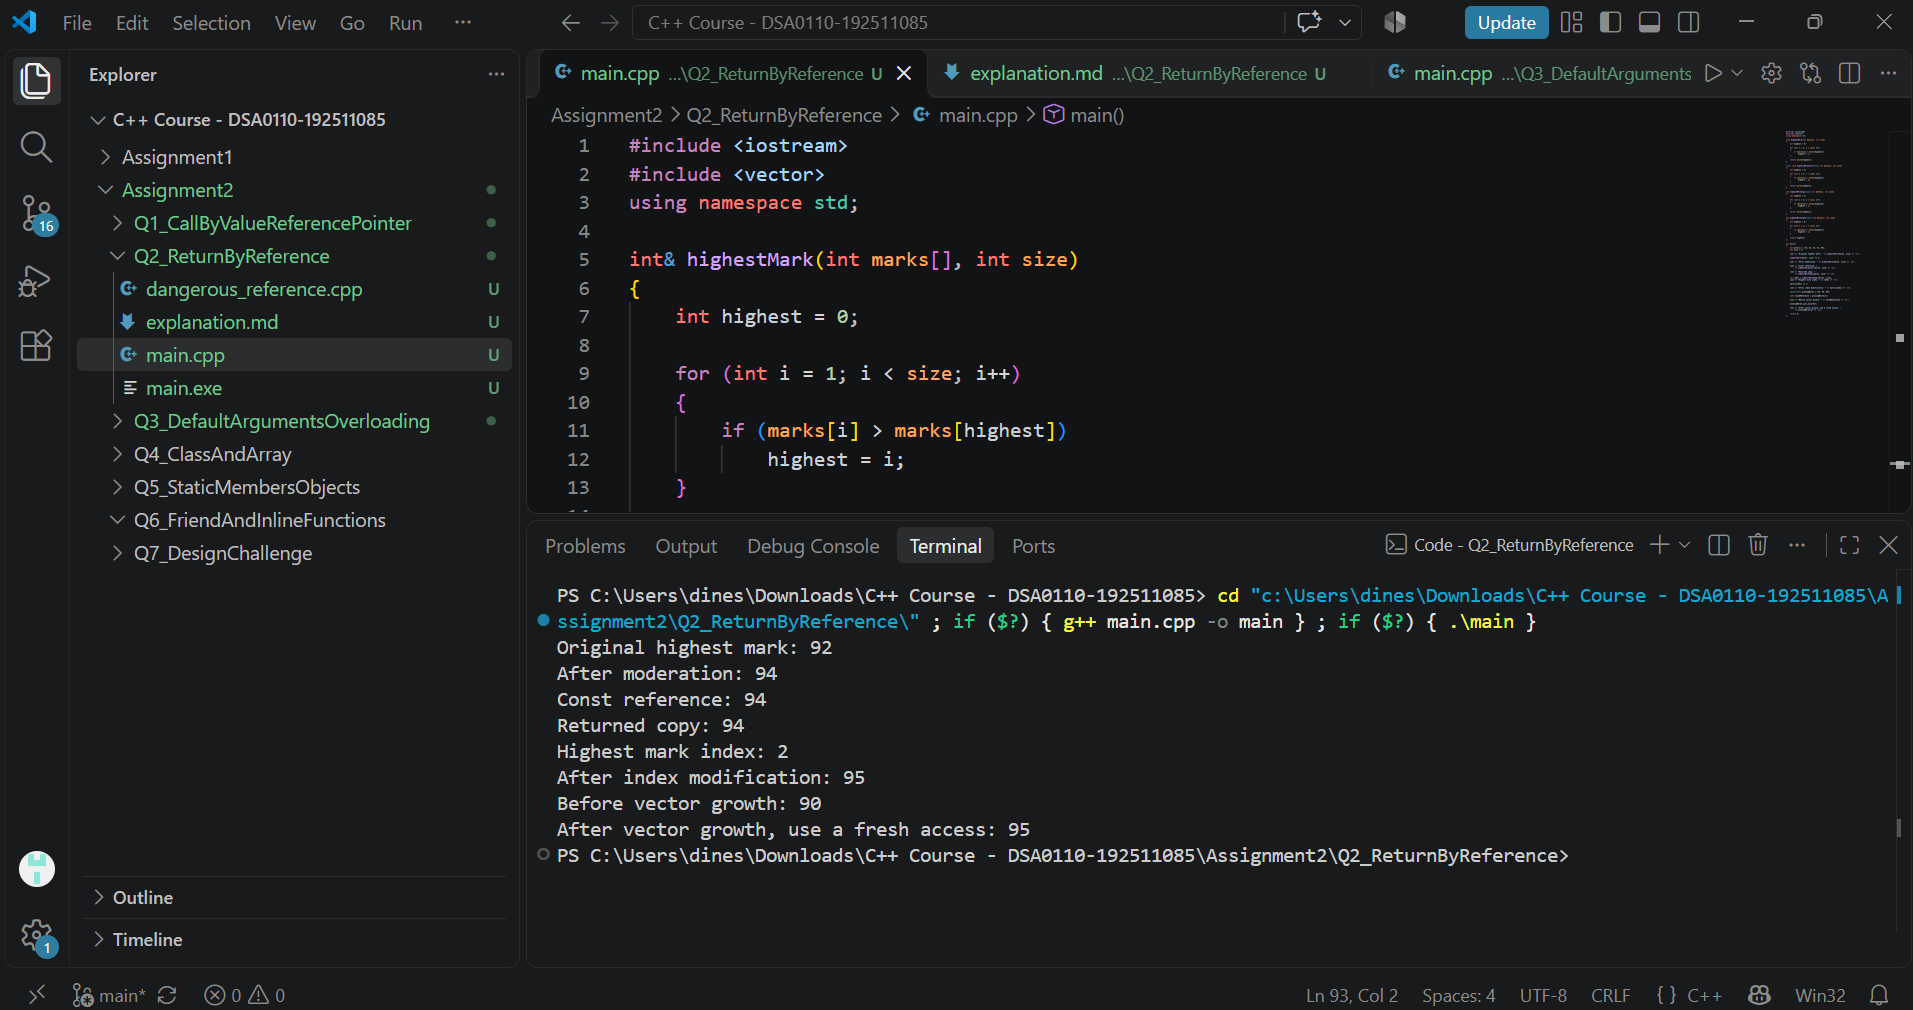 File Edit Selection View Go Run ···
C++ Course - DSA0110-192511085
Update
Explorer
C++ Course - DSA0110-192511085
Assignment1
Assignment2
Q1_CallByValueReferencePointer
Q2_ReturnByReference
dangerous_reference.cpp U
explanation.md U
main.cpp U
main.exe U
Q3_DefaultArgumentsOverloading
Q4_ClassAndArray
Q5_StaticMembersObjects
Q6_FriendAndInlineFunctions
Q7_DesignChallenge
Outline
Timeline
16
1
main.cpp ...\Q2_ReturnByReference U
explanation.md ...\Q2_ReturnByReference U
main.cpp ...\Q3_DefaultArguments
Assignment2 > Q2_ReturnByReference > main.cpp > main()
1 #include <iostream>
2 #include <vector>
3 using namespace std;
4
5 int& highestMark(int marks[], int size)
6 {
7 int highest = 0;
8
9 for (int i = 1; i < size; i++)
10 {
11 if (marks[i] > marks[highest])
12 highest = i;
13 }
Problems Output Debug Console Terminal Ports
Code - Q2_ReturnByReference
PS C:\Users\dines\Downloads\C++ Course - DSA0110-192511085> cd "c:\Users\dines\Downloads\C++ Course - DSA0110-192511085\A
ssignment2\Q2_ReturnByReference\" ; if ($?) { g++ main.cpp -o main } ; if ($?) { .\main }
Original highest mark: 92
After moderation: 94
Const reference: 94
Returned copy: 94
Highest mark index: 2
After index modification: 95
Before vector growth: 90
After vector growth, use a fresh access: 95
PS C:\Users\dines\Downloads\C++ Course - DSA0110-192511085\Assignment2\Q2_ReturnByReference>
main* 0 0
Ln 93, Col 2 Spaces: 4 UTF-8 CRLF {} C++ Win32